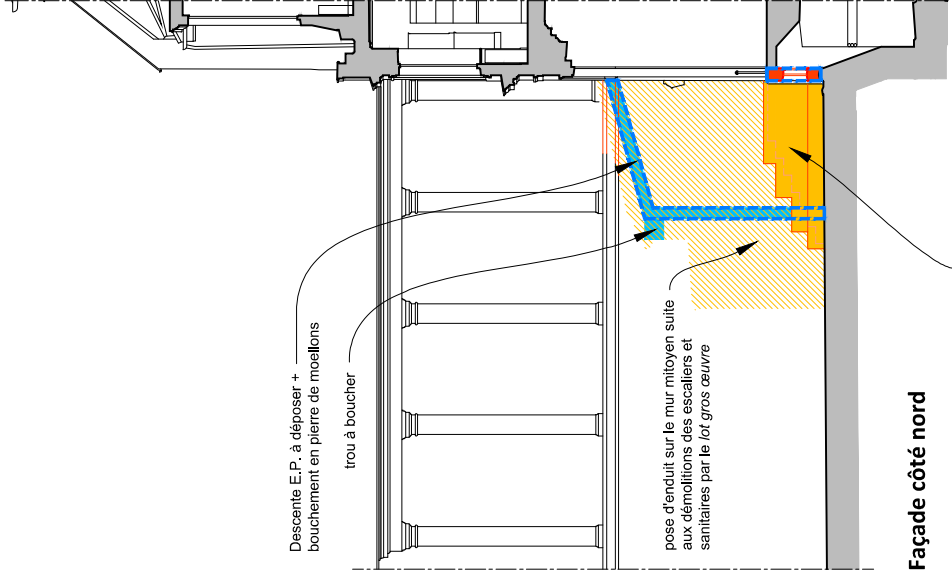 Descente E.P. à déposer +
bouchement en pierre de moellons
trou à boucher
pose d'enduit sur le mur mitoyen suite
aux démolitions des escaliers et
sanitaires par le lot gros œuvre
Façade côté nord